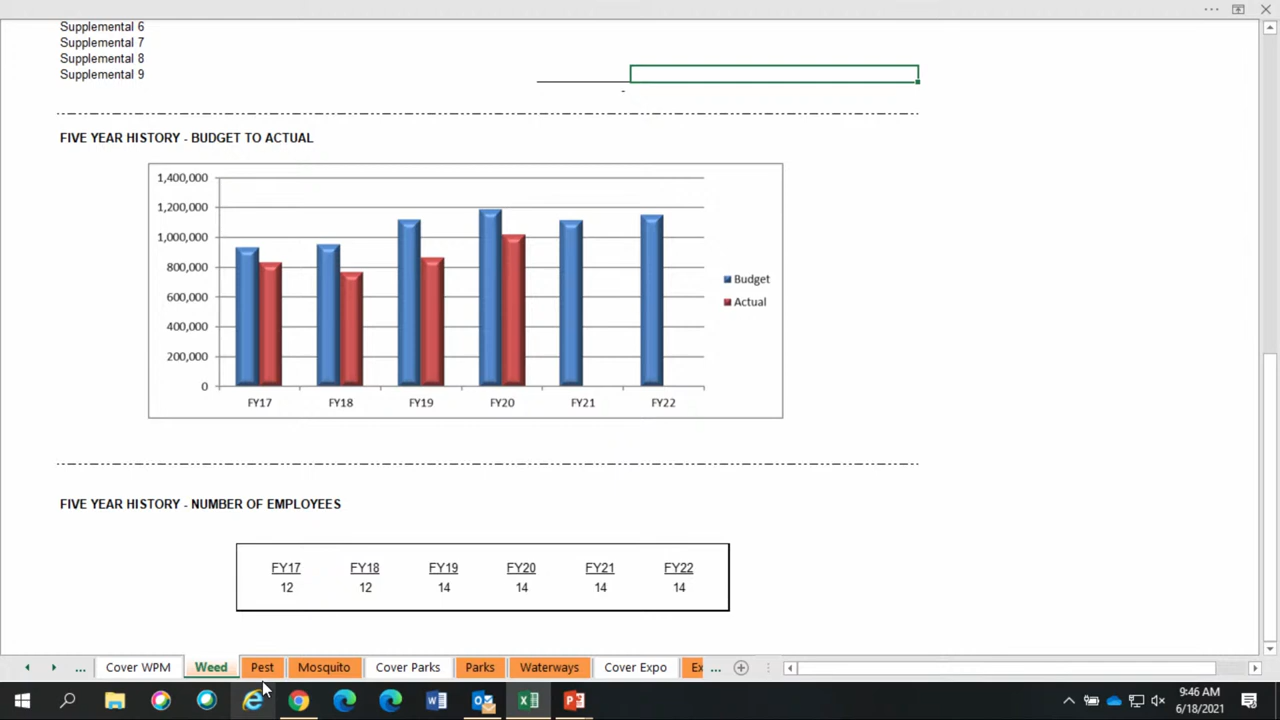 Supplemental 6
Supplemental 7
Supplemental 8
Supplemental 9
-
FIVE YEAR HISTORY - BUDGET TO ACTUAL
1,400,000
1,200,000
1,000,000
800,000
600,000
400,000
200,000
0
FY17 FY18 FY19 FY20 FY21 FY22
Budget
Actual
FIVE YEAR HISTORY - NUMBER OF EMPLOYEES
FY17 FY18 FY19 FY20 FY21 FY22
12 12 14 14 14 14
... Cover WPM Weed Pest Mosquito Cover Parks Parks Waterways Cover Expo Ex ...
9:46 AM
6/18/2021